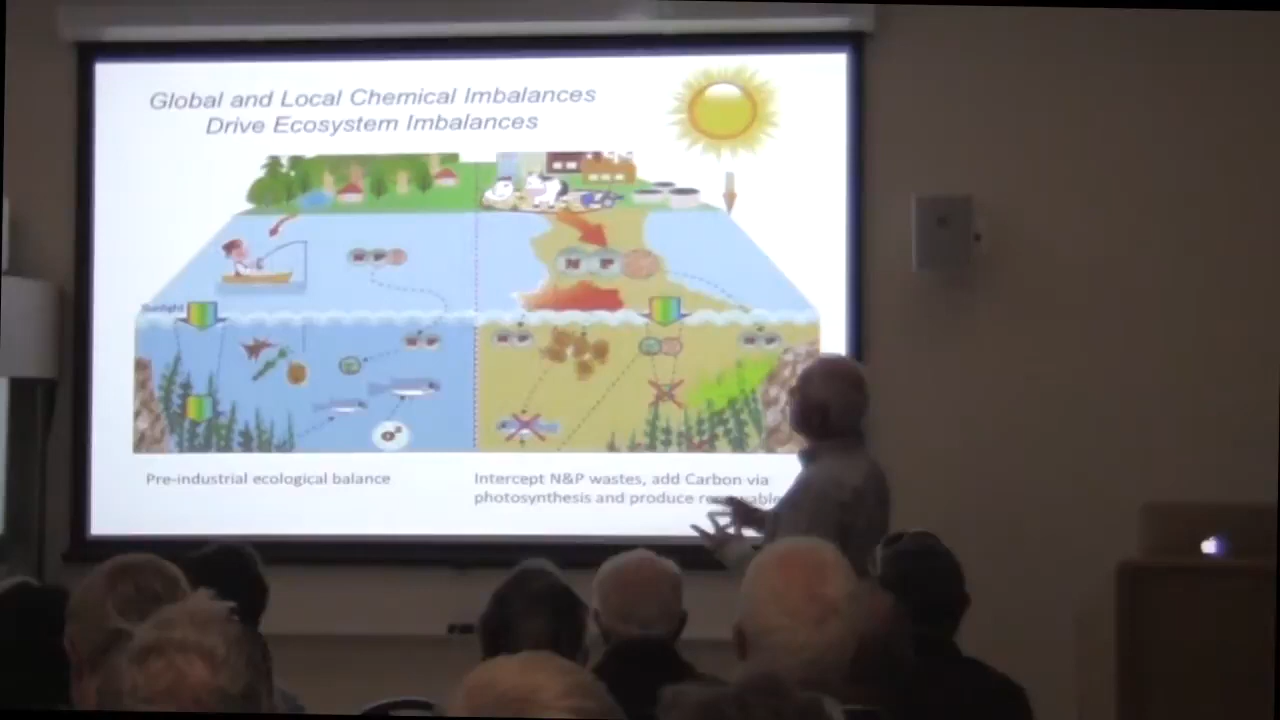 Global and Local Chemical Imbalances
Drive Ecosystem Imbalances
Sunlight
N P
Pre-industrial ecological balance
Intercept N&P wastes, add Carbon via
photosynthesis and produce